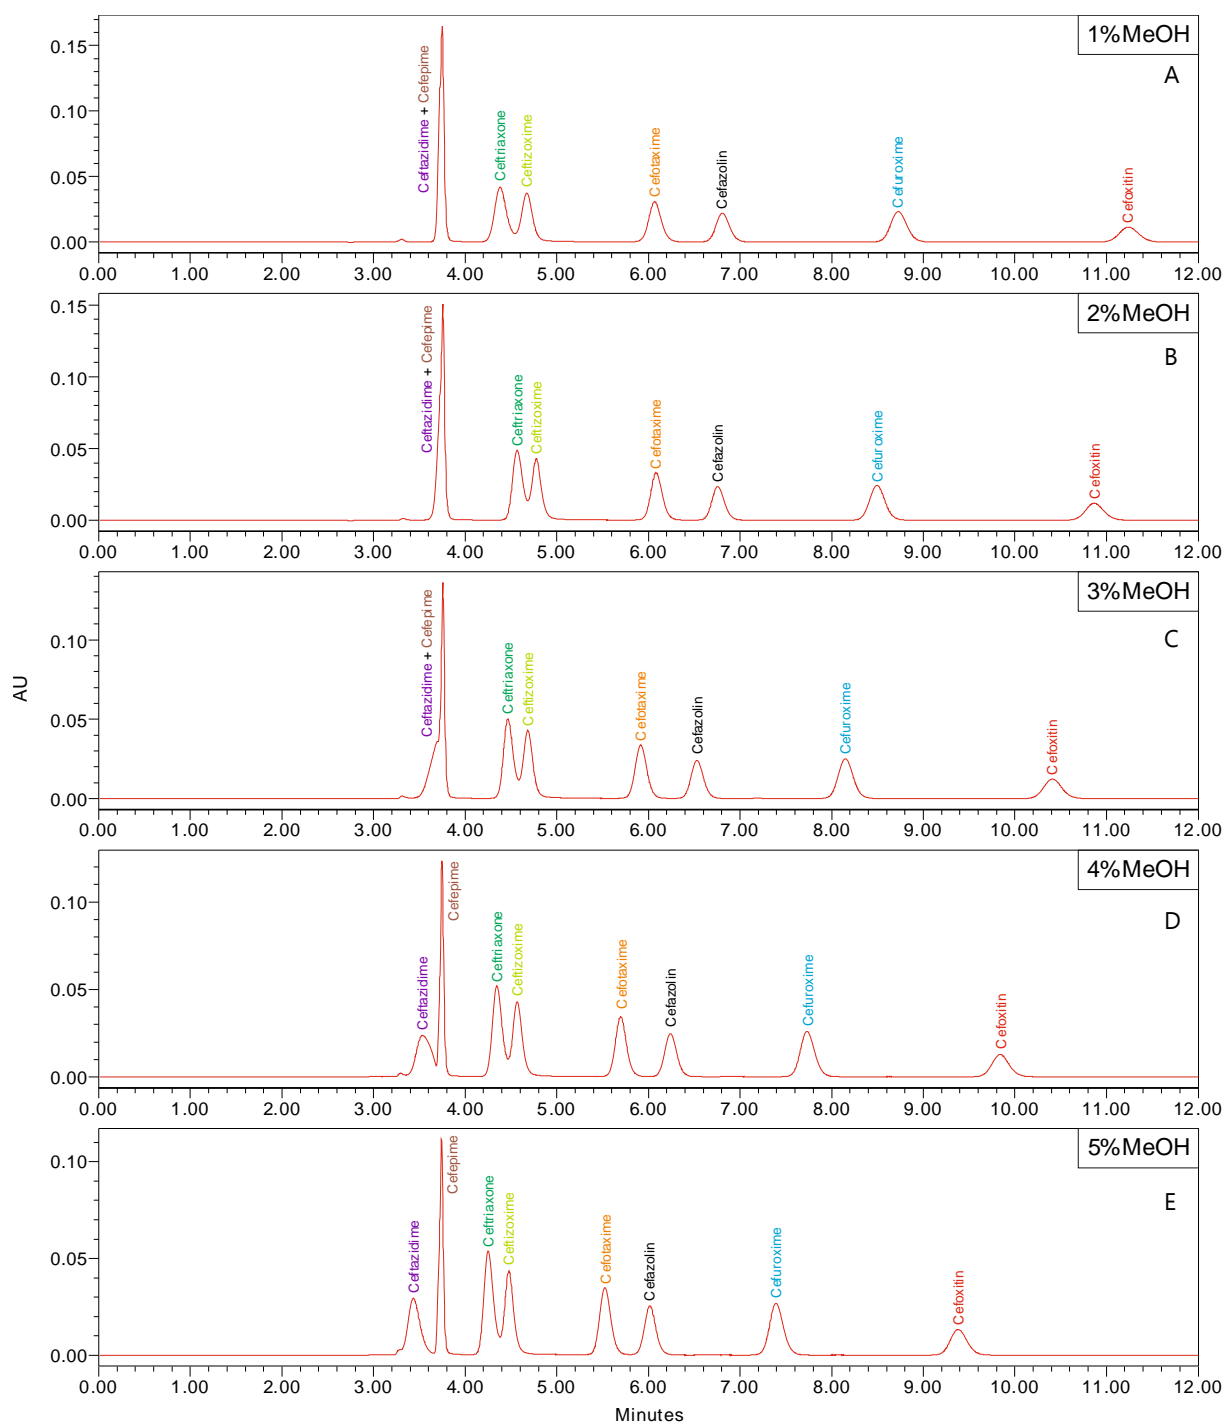 1%MeOH
A
Ceftazidime + Cefepime
Ceftriaxone
Ceftizoxime
Cefotaxime
Cefazolin
Cefuroxime
Cefoxitin
0.15
0.10
0.05
0.00
0.00 1.00 2.00 3.00 4.00 5.00 6.00 7.00 8.00 9.00 10.00 11.00 12.00
2%MeOH
B
Ceftazidime + Cefepime
Ceftriaxone
Ceftizoxime
Cefotaxime
Cefazolin
Cefuroxime
Cefoxitin
0.15
0.10
0.05
0.00
0.00 1.00 2.00 3.00 4.00 5.00 6.00 7.00 8.00 9.00 10.00 11.00 12.00
3%MeOH
C
Ceftazidime + Cefepime
Ceftriaxone
Ceftizoxime
Cefotaxime
Cefazolin
Cefuroxime
Cefoxitin
0.10
0.05
0.00
AU
0.00 1.00 2.00 3.00 4.00 5.00 6.00 7.00 8.00 9.00 10.00 11.00 12.00
4%MeOH
D
Ceftazidime
Cefepime
Ceftriaxone
Ceftizoxime
Cefotaxime
Cefazolin
Cefuroxime
Cefoxitin
0.10
0.05
0.00
0.00 1.00 2.00 3.00 4.00 5.00 6.00 7.00 8.00 9.00 10.00 11.00 12.00
5%MeOH
E
Ceftazidime
Cefepime
Ceftriaxone
Ceftizoxime
Cefotaxime
Cefazolin
Cefuroxime
Cefoxitin
0.10
0.05
0.00
0.00 1.00 2.00 3.00 4.00 5.00 6.00 7.00 8.00 9.00 10.00 11.00 12.00
Minutes